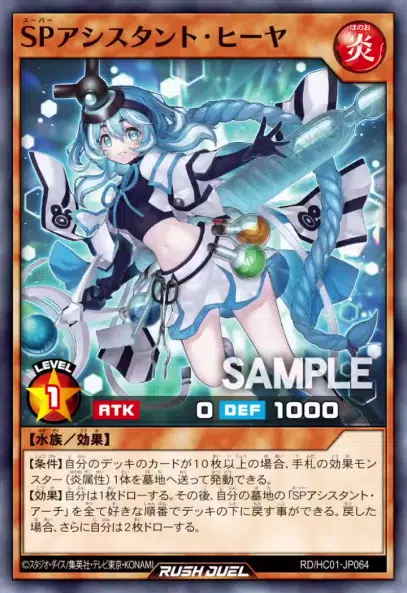 スーパー
SPアシスタント・ヒーヤ
ほのお
炎
SAMPLE
LEVEL
1
ATK 0 DEF 1000
【水族/効果】
【条件】自分のデッキのカードが10枚以上の場合、手札の効果モン
スター（炎属性）1体を墓地へ送って発動できる。
【効果】自分は1枚ドローする。その後、自分の墓地の「SPアシスタント・
アーチ」を全て好きな順番でデッキの下に戻す事ができる。戻した
場合、さらに自分は2枚ドローする。
©スタジオ・ダイス/集英社・テレビ東京・KONAMI
RUSH DUEL
RD/HC01-JP064